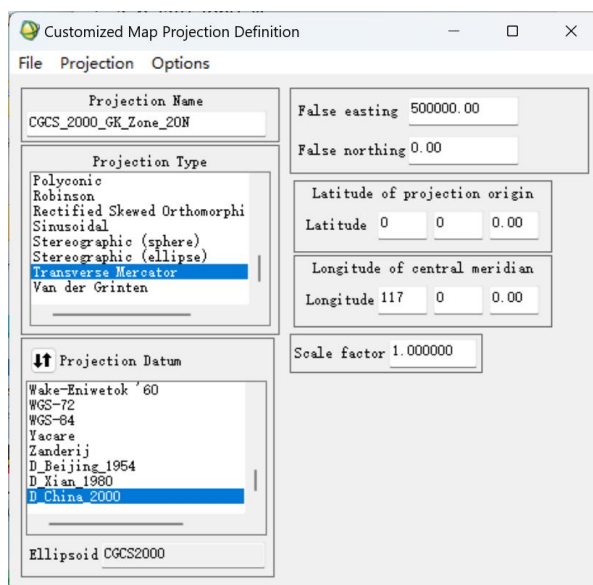 Customized Map Projection Definition
File Projection Options
Projection Name
CGCS_2000_GK_Zone_20N
Projection Type
Polyconic
Robinson
Rectified Skewed Orthomorphi
Sinusoidal
Stereographic (sphere)
Stereographic (ellipse)
Transverse Mercator
Van der Grinten
Projection Datum
Wake-Eniwetok '60
WGS-72
WGS-84
Yacare
Zanderij
D_Beijing_1954
D_Xian_1980
D_China_2000
Ellipsoid CGCS2000
False easting 500000.00
False northing 0.00
Latitude of projection origin
Latitude 0 0 0.00
Longitude of central meridian
Longitude 117 0 0.00
Scale factor 1.000000